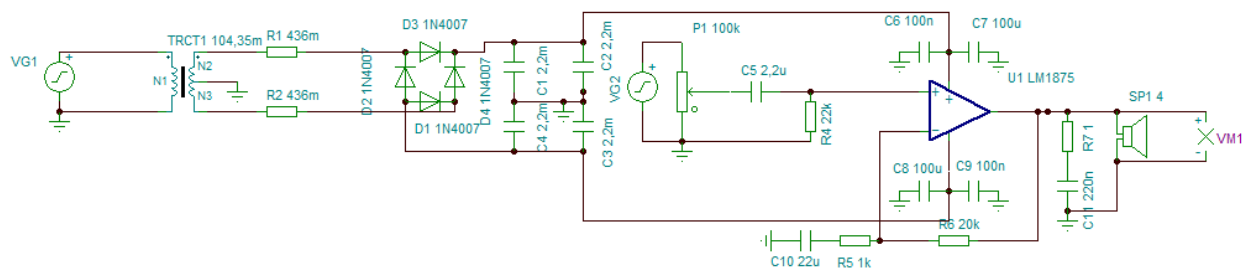 VG1
+
TRCT1 104,35m
N1
N2
N3
R1 436m
R2 436m
D3 1N4007
D2 1N4007
D1 1N4007
D4 1N4007
C1 2,2m
C2 2,2m
C4 2,2m
C3 2,2m
VG2
+
P1 100k
C5 2,2u
R4 22k
C6 100n
C7 100u
U1 LM1875
+
+
-
+
C8 100u
C9 100n
C10 22u
R5 1k
R6 20k
R7 1
C11 220n
SP1 4
+
VM1
-